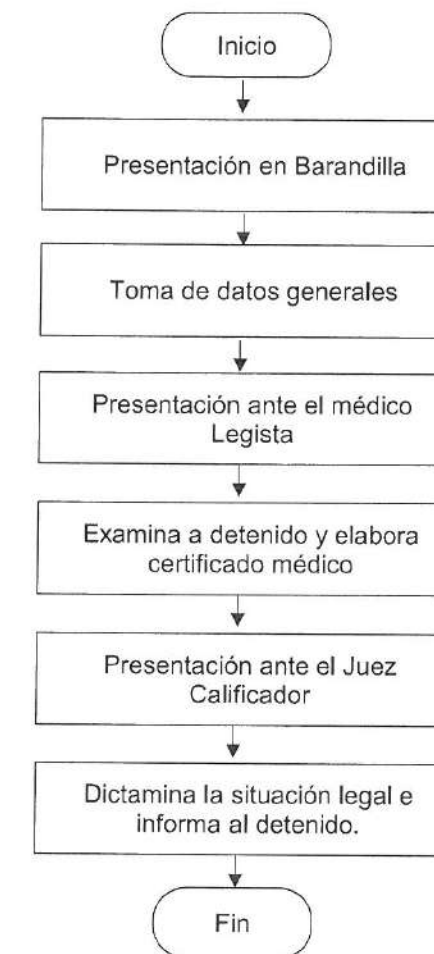 Inicio
Presentación en Barandilla
Toma de datos generales
Presentación ante el médico
Legista
Examina a detenido y elabora
certificado médico
Presentación ante el Juez
Calificador
Dictamina la situación legal e
informa al detenido.
Fin